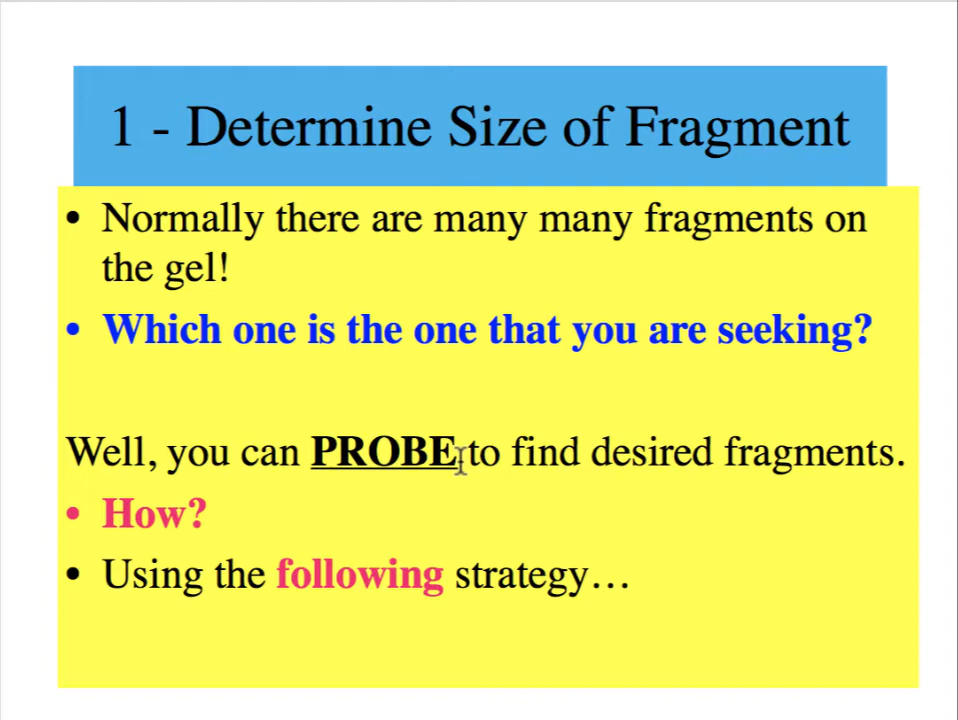 1 - Determine Size of Fragment
• Normally there are many many fragments on
the gel!
• Which one is the one that you are seeking?
Well, you can PROBE to find desired fragments.
• How?
• Using the following strategy…